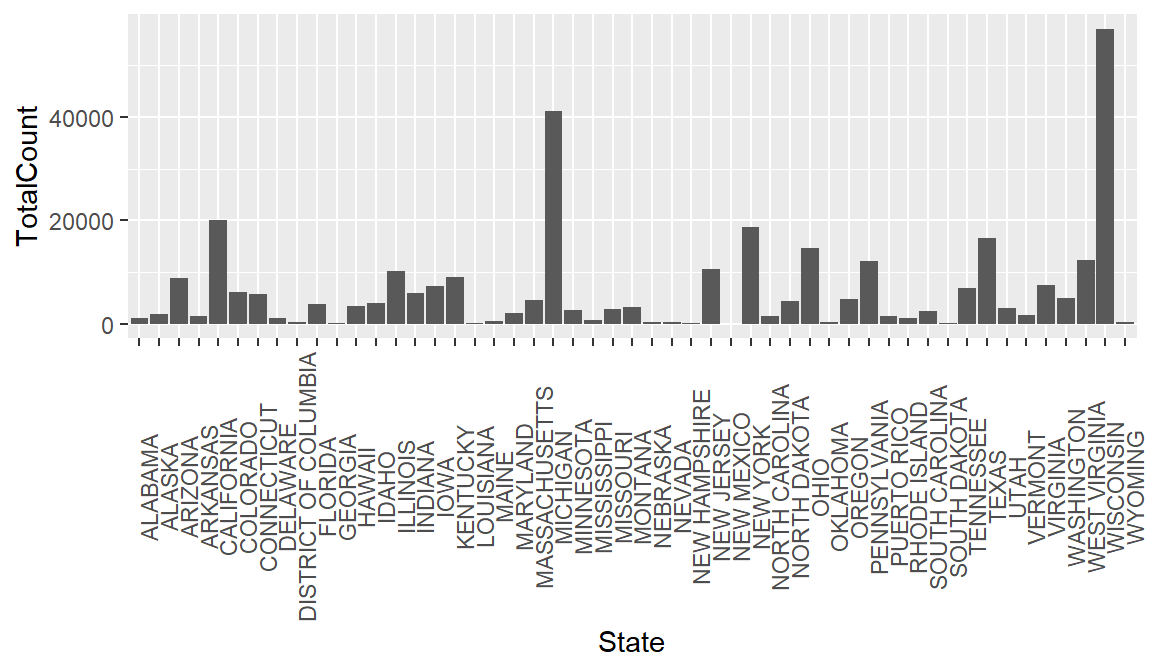 TotalCount
40000
20000
0
ALABAMA
ALASKA
ARIZONA
ARKANSAS
CALIFORNIA
COLORADO
CONNECTICUT
DELAWARE
DISTRICT OF COLUMBIA
FLORIDA
GEORGIA
HAWAII
IDAHO
ILLINOIS
INDIANA
IOWA
KENTUCKY
LOUISIANA
MAINE
MARYLAND
MASSACHUSETTS
MICHIGAN
MINNESOTA
MISSISSIPPI
MISSOURI
MONTANA
NEBRASKA
NEVADA
NEW HAMPSHIRE
NEW JERSEY
NEW MEXICO
NEW YORK
NORTH CAROLINA
NORTH DAKOTA
OHIO
OKLAHOMA
OREGON
PENNSYLVANIA
PUERTO RICO
RHODE ISLAND
SOUTH CAROLINA
SOUTH DAKOTA
TENNESSEE
TEXAS
UTAH
VERMONT
VIRGINIA
WASHINGTON
WEST VIRGINIA
WISCONSIN
WYOMING
State